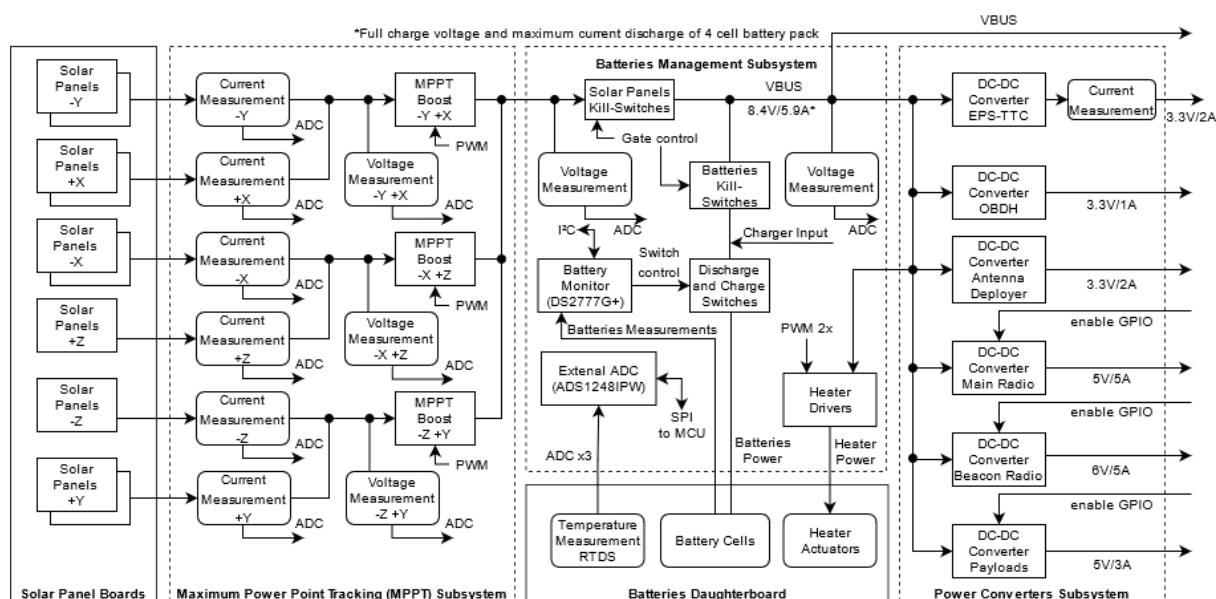 VBUS
*Full charge voltage and maximum current discharge of 4 cell battery pack
Solar
Panels
-Y
Solar
Panels
+X
Solar
Panels
-X
Solar
Panels
+Z
Solar
Panels
-Z
Solar
Panels
+Y
Solar Panel Boards
Current
Measurement
-Y
ADC
Current
Measurement
+X
ADC
Current
Measurement
-X
ADC
Current
Measurement
+Z
ADC
Current
Measurement
-Z
ADC
Current
Measurement
+Y
ADC
MPPT
Boost
-Y +X
PWM
Voltage
Measurement
-Y +X
ADC
MPPT
Boost
-X +Z
PWM
Voltage
Measurement
-X +Z
ADC
MPPT
Boost
-Z +Y
PWM
Voltage
Measurement
-Z +Y
ADC
Maximum Power Point Tracking (MPPT) Subsystem
Batteries Management Subsystem
Solar Panels
Kill-Switches
VBUS
8.4V/5.9A*
Gate control
Voltage
Measurement
ADC
Batteries
Kill-
Switches
Voltage
Measurement
ADC
I²C
Charger Input
Switch
control
Battery
Monitor
(DS2777G+)
Discharge
and Charge
Switches
Batteries Measurements
PWM 2x
Extenal ADC
(ADS1248IPW)
SPI
to MCU
Heater
Drivers
ADC x3
Batteries
Power
Heater
Power
Temperature
Measurement
RTDS
Battery Cells
Heater
Actuators
Batteries Daughterboard
DC-DC
Converter
EPS-TTC
Current
Measurement
3.3V/2A
DC-DC
Converter
OBDH
3.3V/1A
DC-DC
Converter
Antenna
Deployer
3.3V/2A
enable GPIO
DC-DC
Converter
Main Radio
5V/5A
enable GPIO
DC-DC
Converter
Beacon Radio
6V/5A
enable GPIO
DC-DC
Converter
Payloads
5V/3A
Power Converters Subsystem